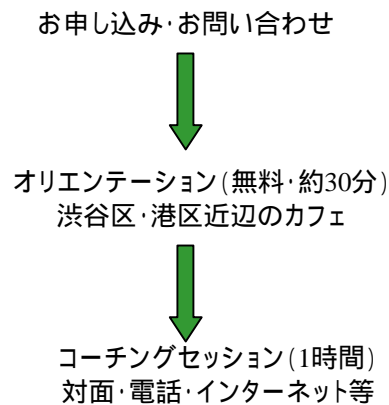 お申し込み・お問い合わせ
オリエンテーション(無料・約30分)
渋谷区・港区近辺のカフェ
コーチングセッション(1時間)
対面・電話・インターネット等